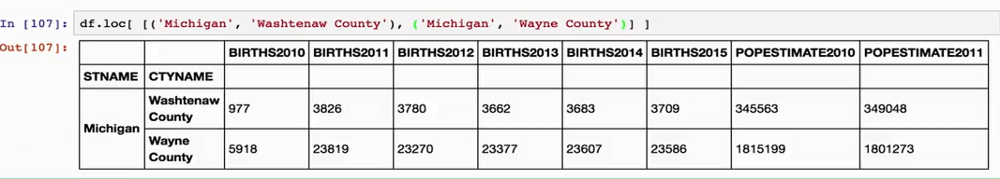 In [107]: df.loc[ [('Michigan', 'Washtenaw County'), ('Michigan', 'Wayne County')] ]
Out[107]:
BIRTHS2010 BIRTHS2011 BIRTHS2012 BIRTHS2013 BIRTHS2014 BIRTHS2015 POPESTIMATE2010 POPESTIMATE2011
STNAME CTYNAME
Michigan Washtenaw County 977 3826 3780 3662 3683 3709 345563 349048
Wayne County 5918 23819 23270 23377 23607 23586 1815199 1801273